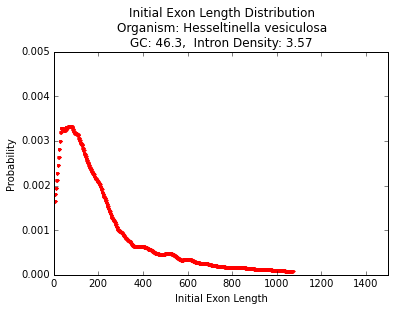 Initial Exon Length Distribution
Organism: Hesseltinella vesiculosa
GC: 46.3,  Intron Density: 3.57
0.005
0.004
0.003
0.002
0.001
0.000
Probability
0 200 400 600 800 1000 1200 1400
Initial Exon Length